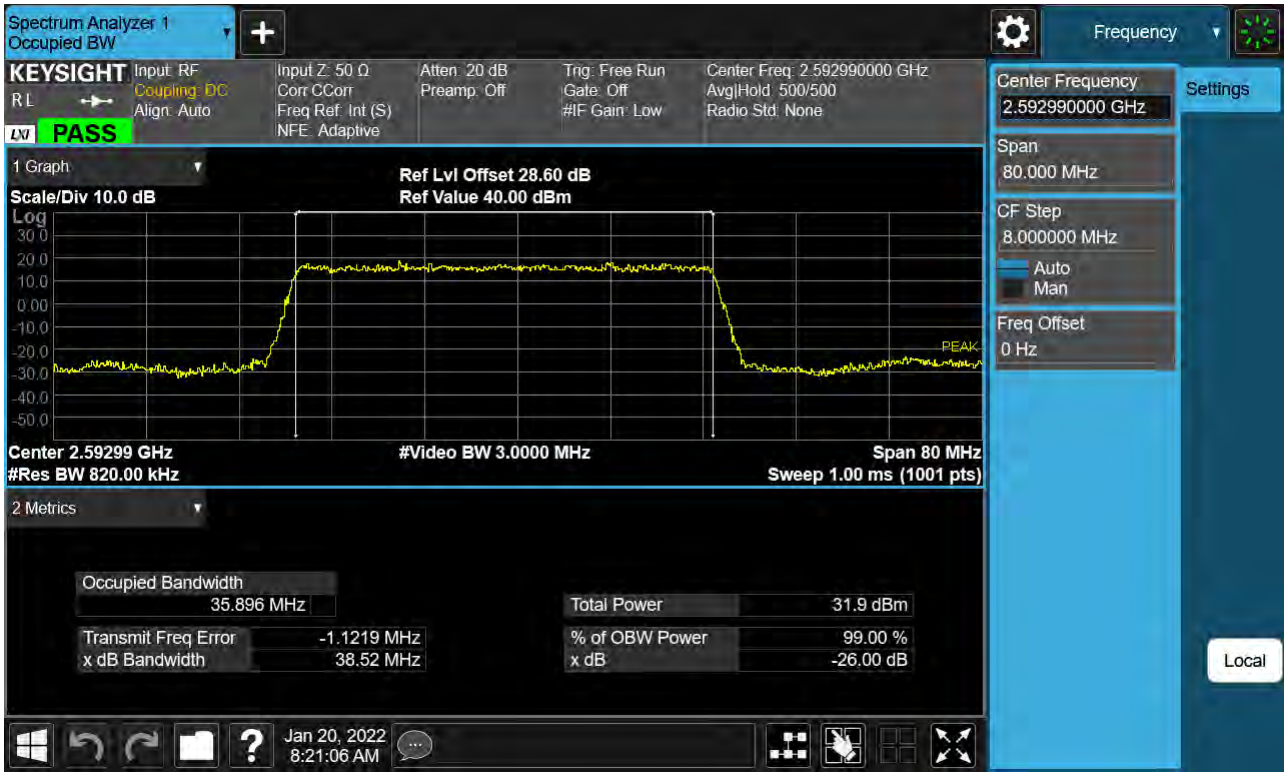 Spectrum Analyzer 1
Occupied BW
+
Frequency
KEYSIGHT
RL
LXI
PASS
Input: RF
Coupling: DC
Align: Auto
Input Z: 50 Ω
Corr CCorr
Freq Ref: Int (S)
NFE: Adaptive
Atten: 20 dB
Preamp: Off
Trig: Free Run
Gate: Off
#IF Gain: Low
Center Freq: 2.592990000 GHz
Avg|Hold: 500/500
Radio Std: None
Center Frequency
2.592990000 GHz
Settings
Span
80.000 MHz
CF Step
8.000000 MHz
Auto
Man
Freq Offset
0 Hz
Local
1 Graph
Scale/Div 10.0 dB
Ref Lvl Offset 28.60 dB
Ref Value 40.00 dBm
Log
30.0
20.0
10.0
0.00
-10.0
-20.0
-30.0
-40.0
-50.0
PEAK
Center 2.59299 GHz
#Video BW 3.0000 MHz
Span 80 MHz
#Res BW 820.00 kHz
Sweep 1.00 ms (1001 pts)
2 Metrics
Occupied Bandwidth
35.896 MHz
Total Power 31.9 dBm
Transmit Freq Error -1.1219 MHz
% of OBW Power 99.00 %
x dB Bandwidth 38.52 MHz
x dB -26.00 dB
?
Jan 20, 2022
8:21:06 AM